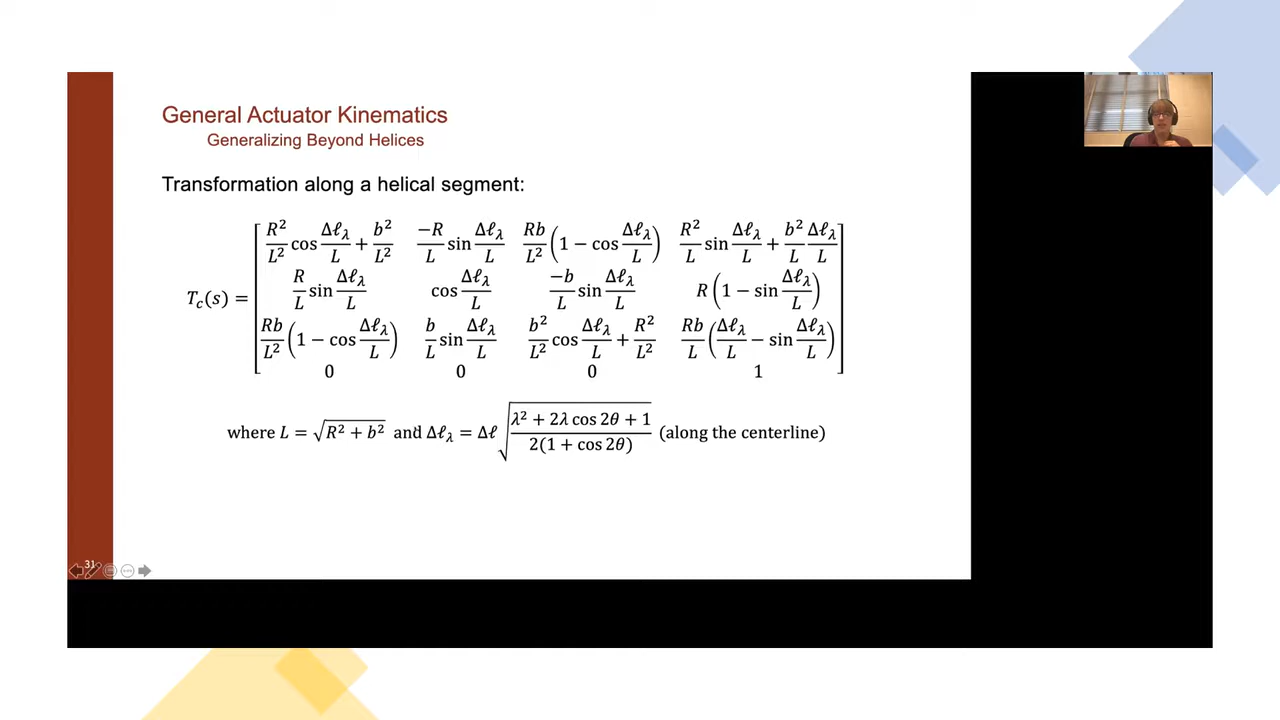 General Actuator Kinematics
Generalizing Beyond Helices
Transformation along a helical segment:
T_c(s) = [ R²/L² cos Δℓ_λ/L + b²/L²   −R/L sin Δℓ_λ/L   Rb/L² (1 − cos Δℓ_λ/L)   R²/L sin Δℓ_λ/L + b²/L Δℓ_λ/L
R/L sin Δℓ_λ/L   cos Δℓ_λ/L   −b/L sin Δℓ_λ/L   R (1 − sin Δℓ_λ/L)
Rb/L² (1 − cos Δℓ_λ/L)   b/L sin Δℓ_λ/L   b²/L² cos Δℓ_λ/L + R²/L²   Rb/L (Δℓ_λ/L − sin Δℓ_λ/L)
0   0   0   1 ]
where L = √(R² + b²) and Δℓ_λ = Δℓ √((λ² + 2λ cos 2θ + 1)/(2(1 + cos 2θ))) (along the centerline)
31